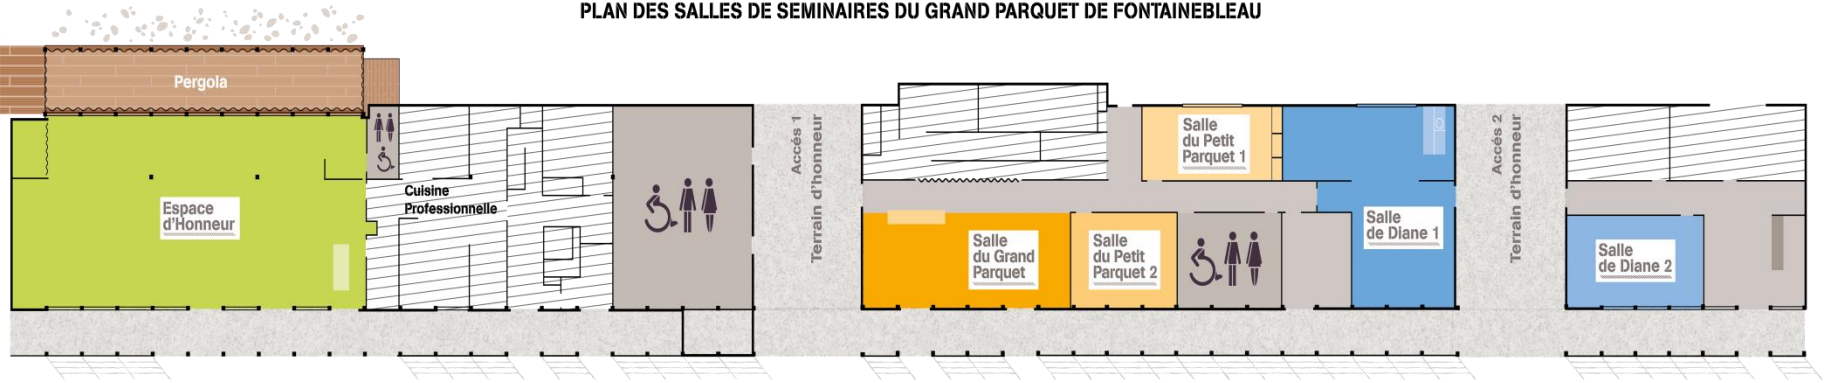 PLAN DES SALLES DE SEMINAIRES DU GRAND PARQUET DE FONTAINEBLEAU
Pergola
Espace
d'Honneur
Cuisine
Professionnelle
Accés 1
Terrain d'honneur
Salle
du Petit
Parquet 1
Salle
du Grand
Parquet
Salle
du Petit
Parquet 2
Salle
de Diane 1
Accés 2
Terrain d'honneur
Salle
de Diane 2